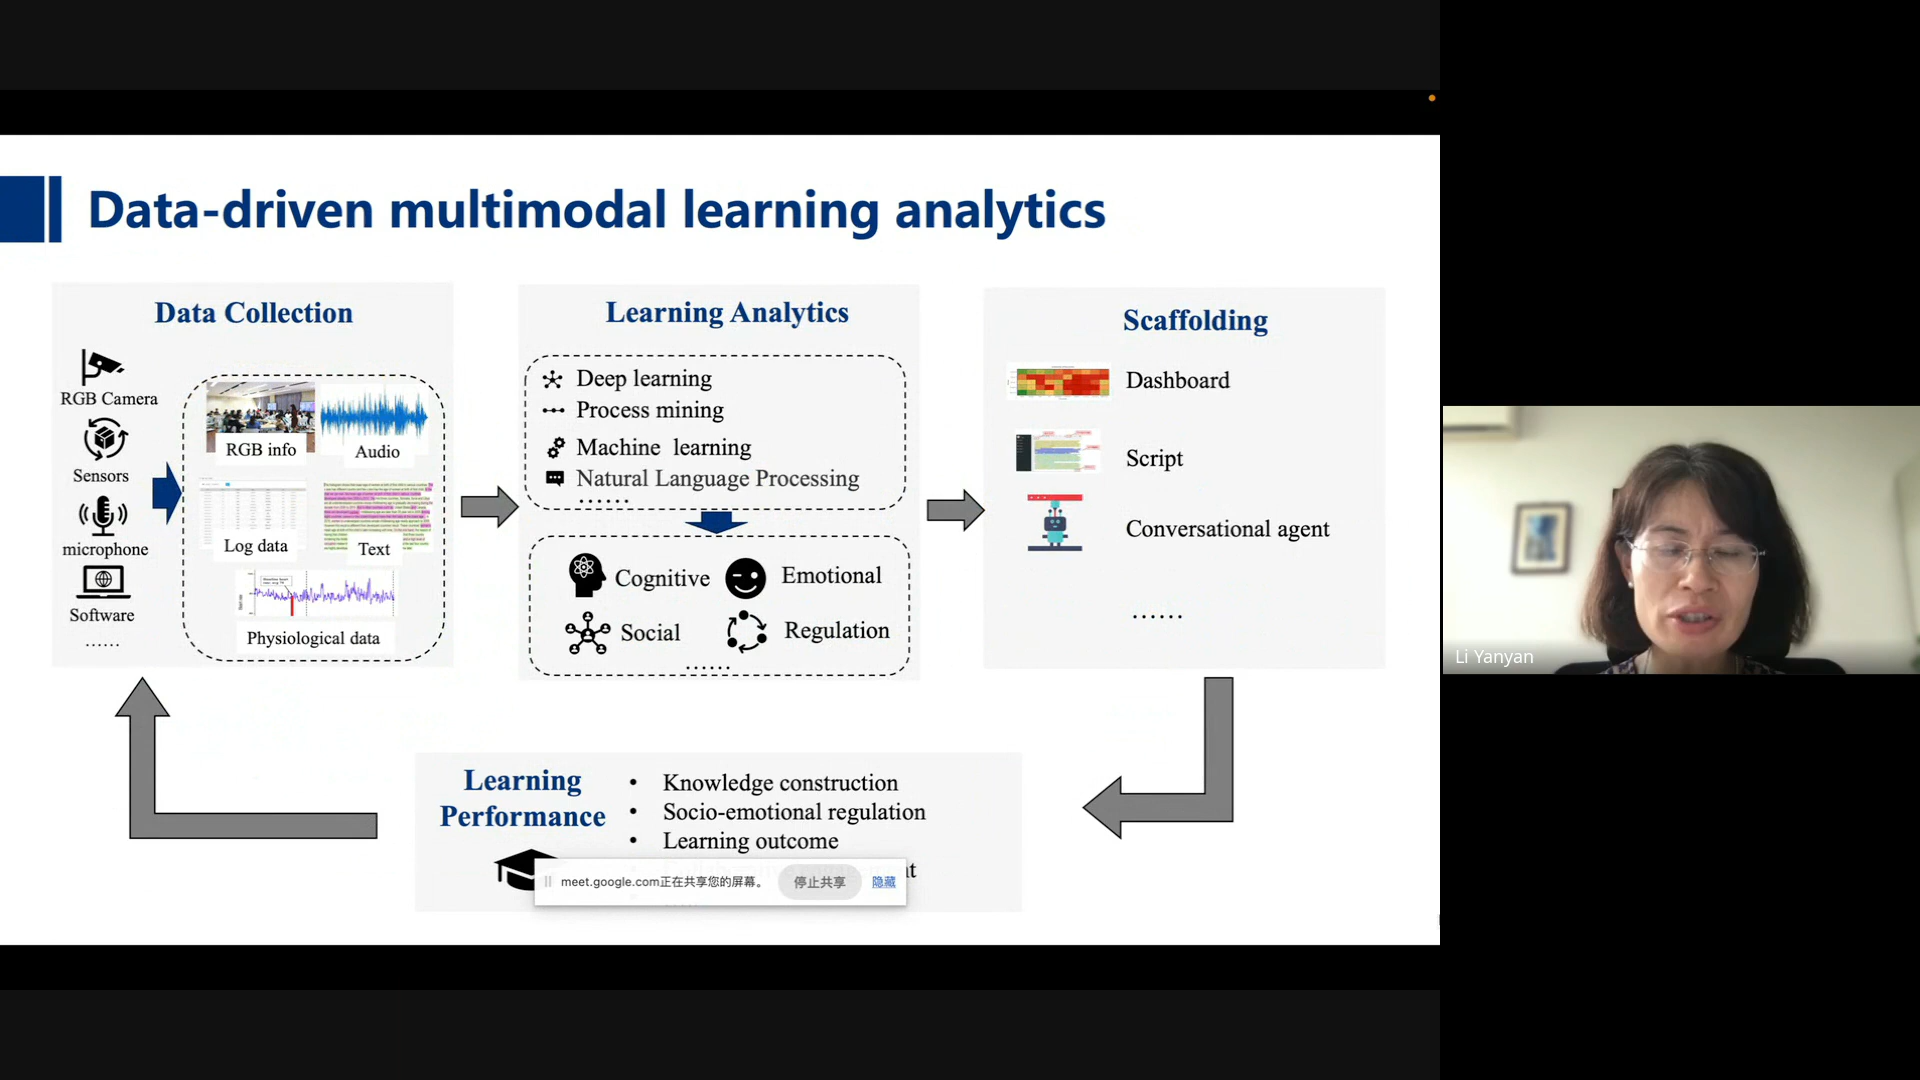 Data-driven multimodal learning analytics
Data Collection
RGB Camera
Sensors
microphone
Software
......
RGB info
Audio
Log data
Text
Physiological data
Learning Analytics
Deep learning
Process mining
Machine learning
Natural Language Processing
......
Cognitive
Emotional
Social
Regulation
......
Scaffolding
Dashboard
Script
Conversational agent
......
Learning
Performance
• Knowledge construction
• Socio-emotional regulation
• Learning outcome
meet.google.com正在共享您的屏幕。
停止共享
隐藏
Li Yanyan